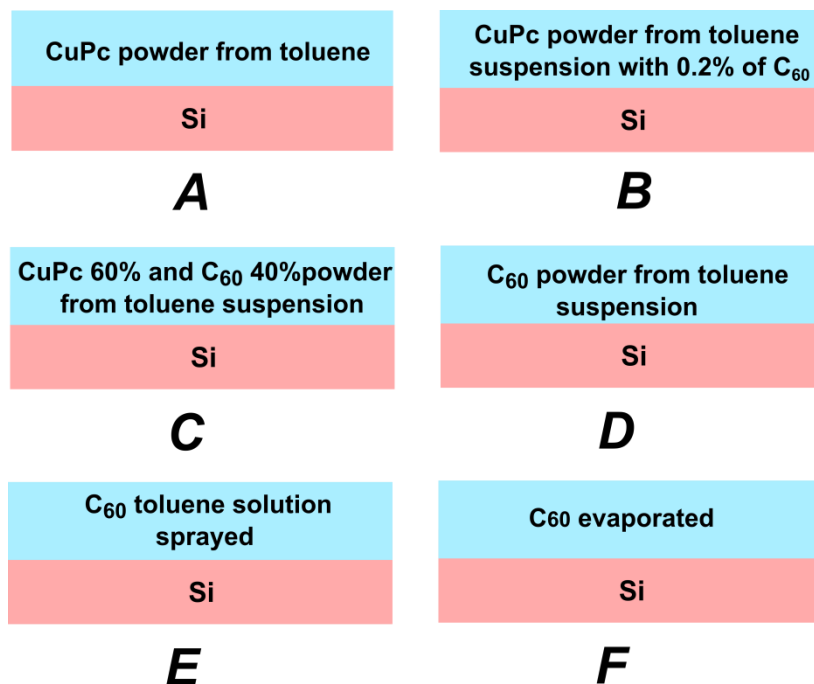 CuPc powder from toluene
Si
A
CuPc powder from toluene
suspension with 0.2% of C₆₀
Si
B
CuPc 60% and C₆₀ 40%powder
from toluene suspension
Si
C
C₆₀ powder from toluene
suspension
Si
D
C₆₀ toluene solution
sprayed
Si
E
C60 evaporated
Si
F